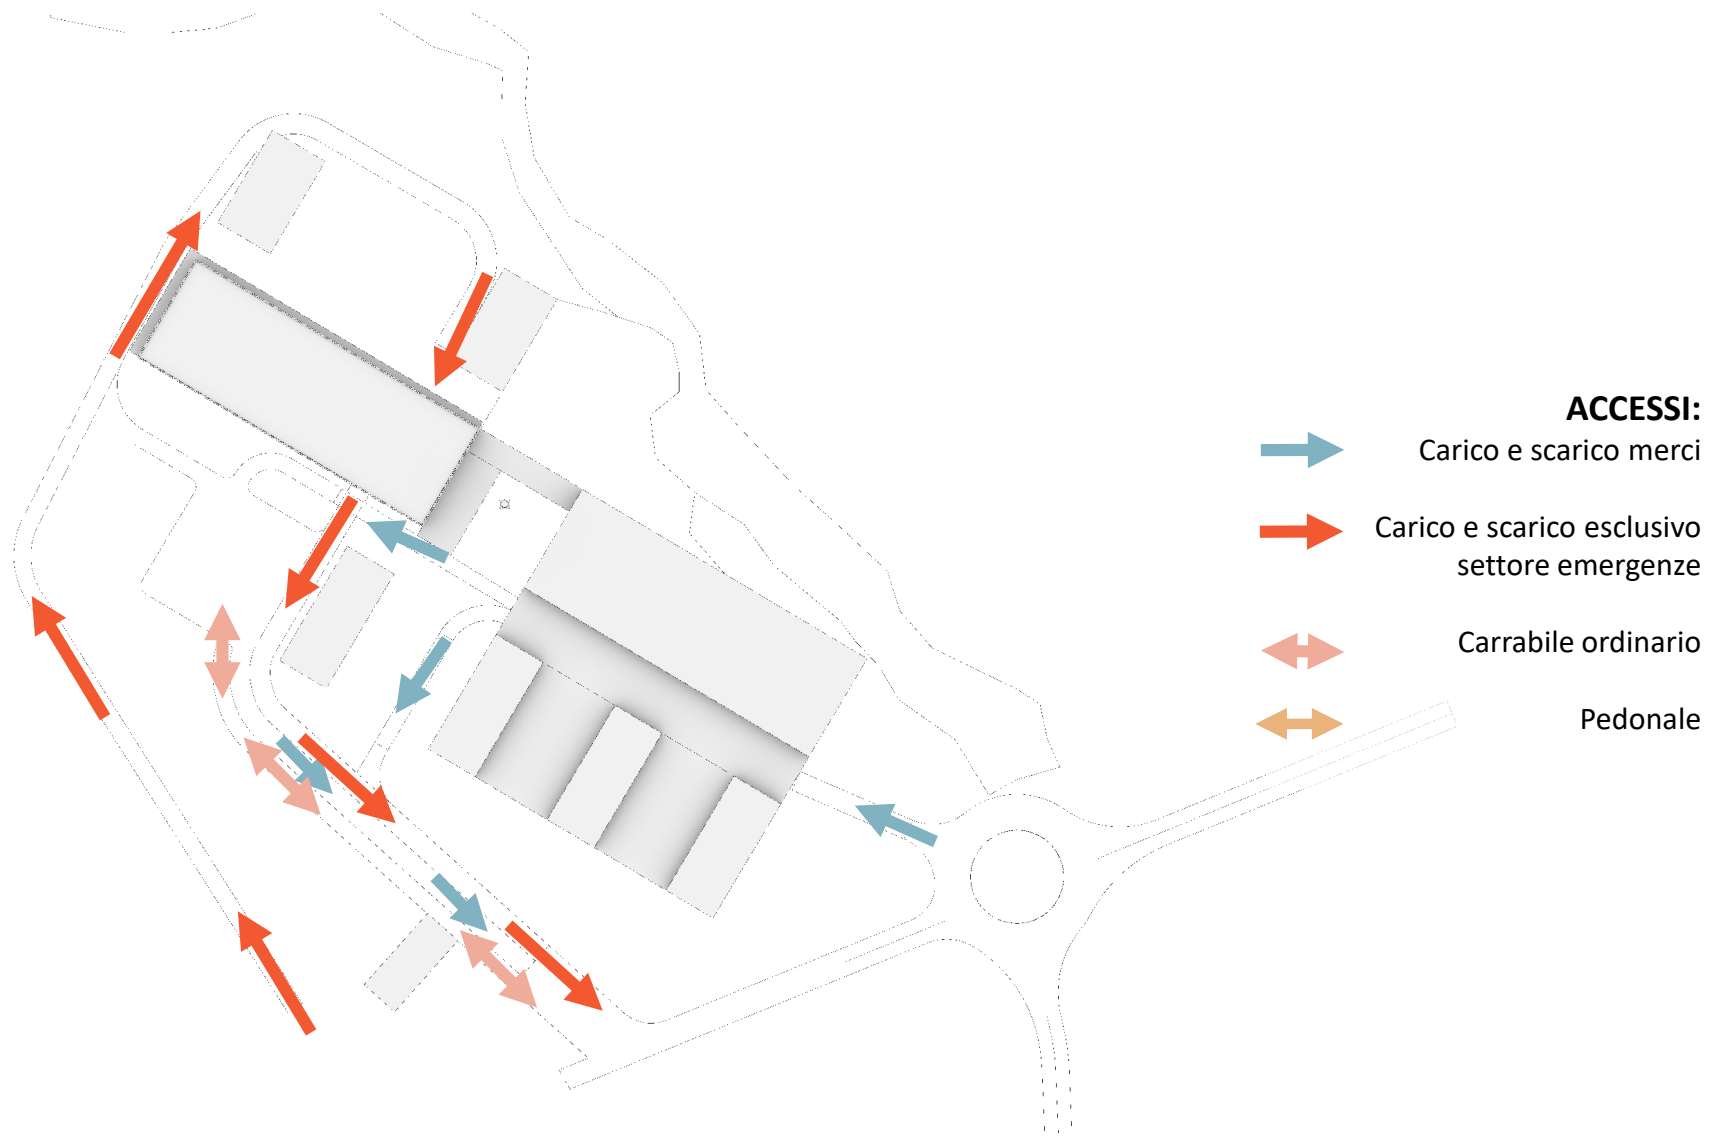 ACCESSI:
Carico e scarico merci
Carico e scarico esclusivo
settore emergenze
Carrabile ordinario
Pedonale